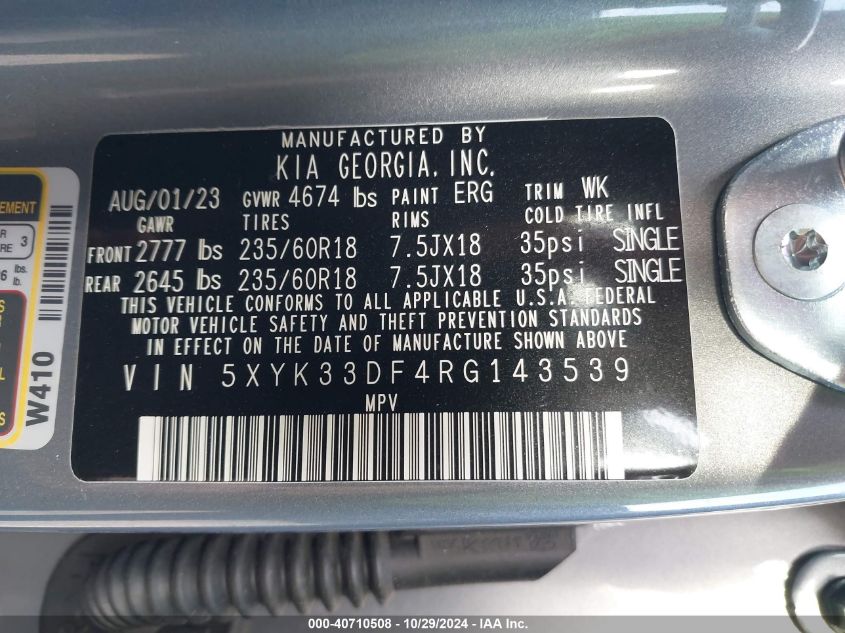 MANUFACTURED BY
KIA GEORGIA, INC.
AUG/01/23 GVWR 4674 lbs PAINT ERG TRIM WK
GAWR TIRES RIMS COLD TIRE INFL
FRONT 2777 lbs 235/60R18 7.5JX18 35psi SINGLE
REAR 2645 lbs 235/60R18 7.5JX18 35psi SINGLE
THIS VEHICLE CONFORMS TO ALL APPLICABLE U.S.A. FEDERAL
MOTOR VEHICLE SAFETY AND THEFT PREVENTION STANDARDS
IN EFFECT ON THE DATE OF MANUFACTURE SHOWN ABOVE
VIN 5XYK33DF4RG143539
MPV
3
lbs.
lb.
W410
000-40710508 - 10/29/2024 - IAA Inc.